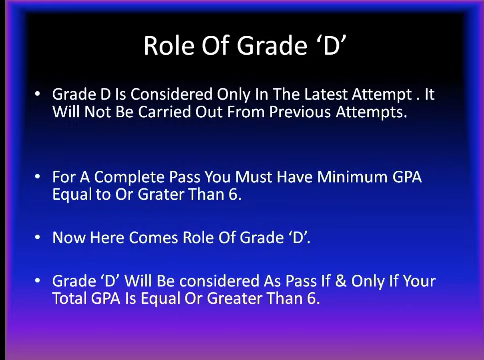 Role Of Grade ‘D’
• Grade D Is Considered Only In The Latest Attempt . It
Will Not Be Carried Out From Previous Attempts.
• For A Complete Pass You Must Have Minimum GPA
Equal to Or Grater Than 6.
• Now Here Comes Role Of Grade ‘D’.
• Grade ‘D’ Will Be considered As Pass If & Only If Your
Total GPA Is Equal Or Greater Than 6.